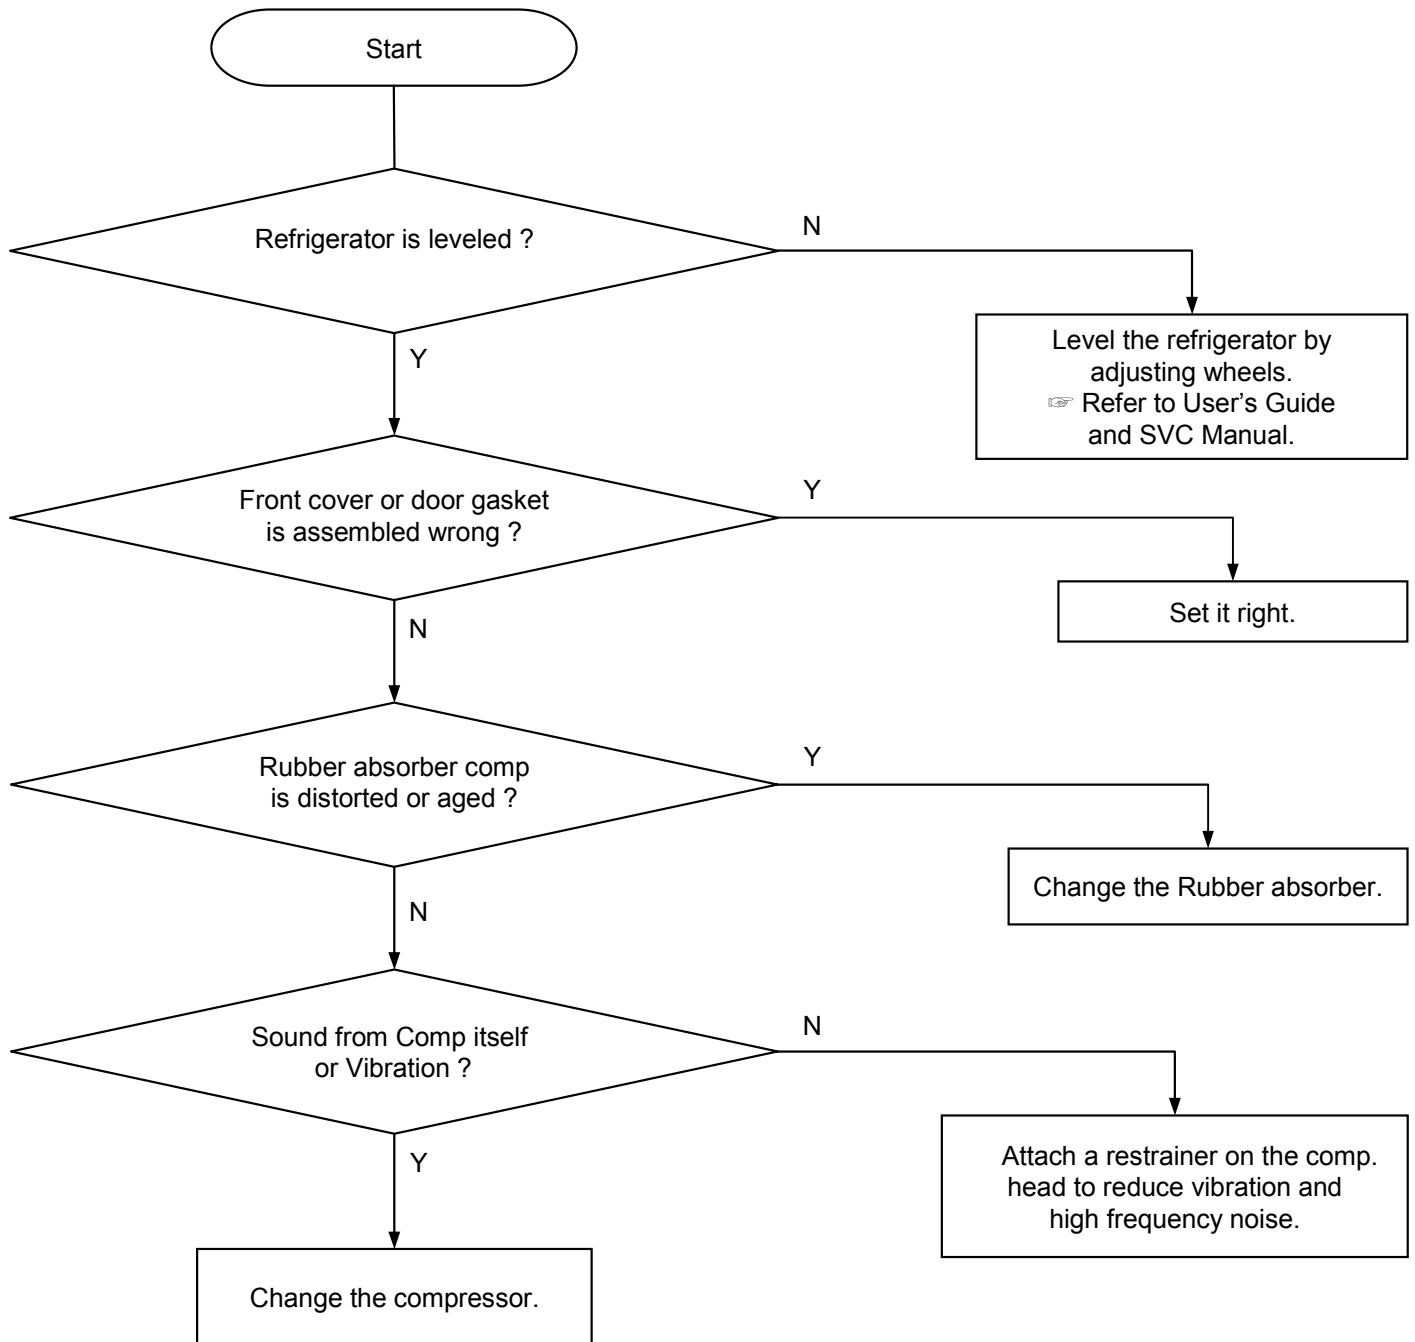 Start
Refrigerator is leveled ?
N
Y
Level the refrigerator by
adjusting wheels.
☞ Refer to User’s Guide
and SVC Manual.
Front cover or door gasket
is assembled wrong ?
Y
N
Set it right.
Rubber absorber comp
is distorted or aged ?
Y
N
Change the Rubber absorber.
Sound from Comp itself
or Vibration ?
N
Y
Attach a restrainer on the comp.
head to reduce vibration and
high frequency noise.
Change the compressor.